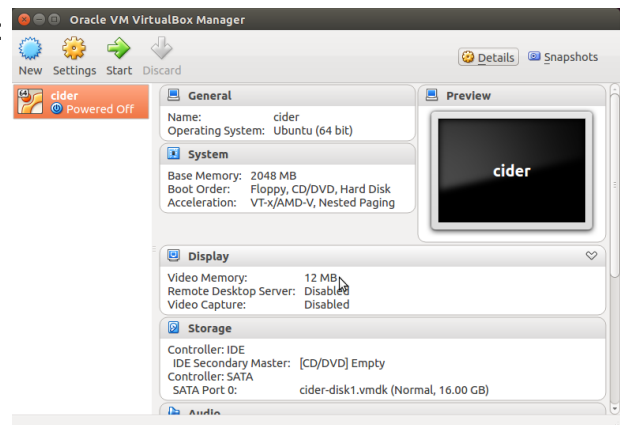 Oracle VM VirtualBox Manager
New Settings Start Discard
Details Snapshots
64
cider
Powered Off
General
Name: cider
Operating System: Ubuntu (64 bit)
System
Base Memory: 2048 MB
Boot Order: Floppy, CD/DVD, Hard Disk
Acceleration: VT-x/AMD-V, Nested Paging
Preview
cider
Display
Video Memory: 12 MB
Remote Desktop Server: Disabled
Video Capture: Disabled
Storage
Controller: IDE
IDE Secondary Master: [CD/DVD] Empty
Controller: SATA
SATA Port 0: cider-disk1.vmdk (Normal, 16.00 GB)
Audio